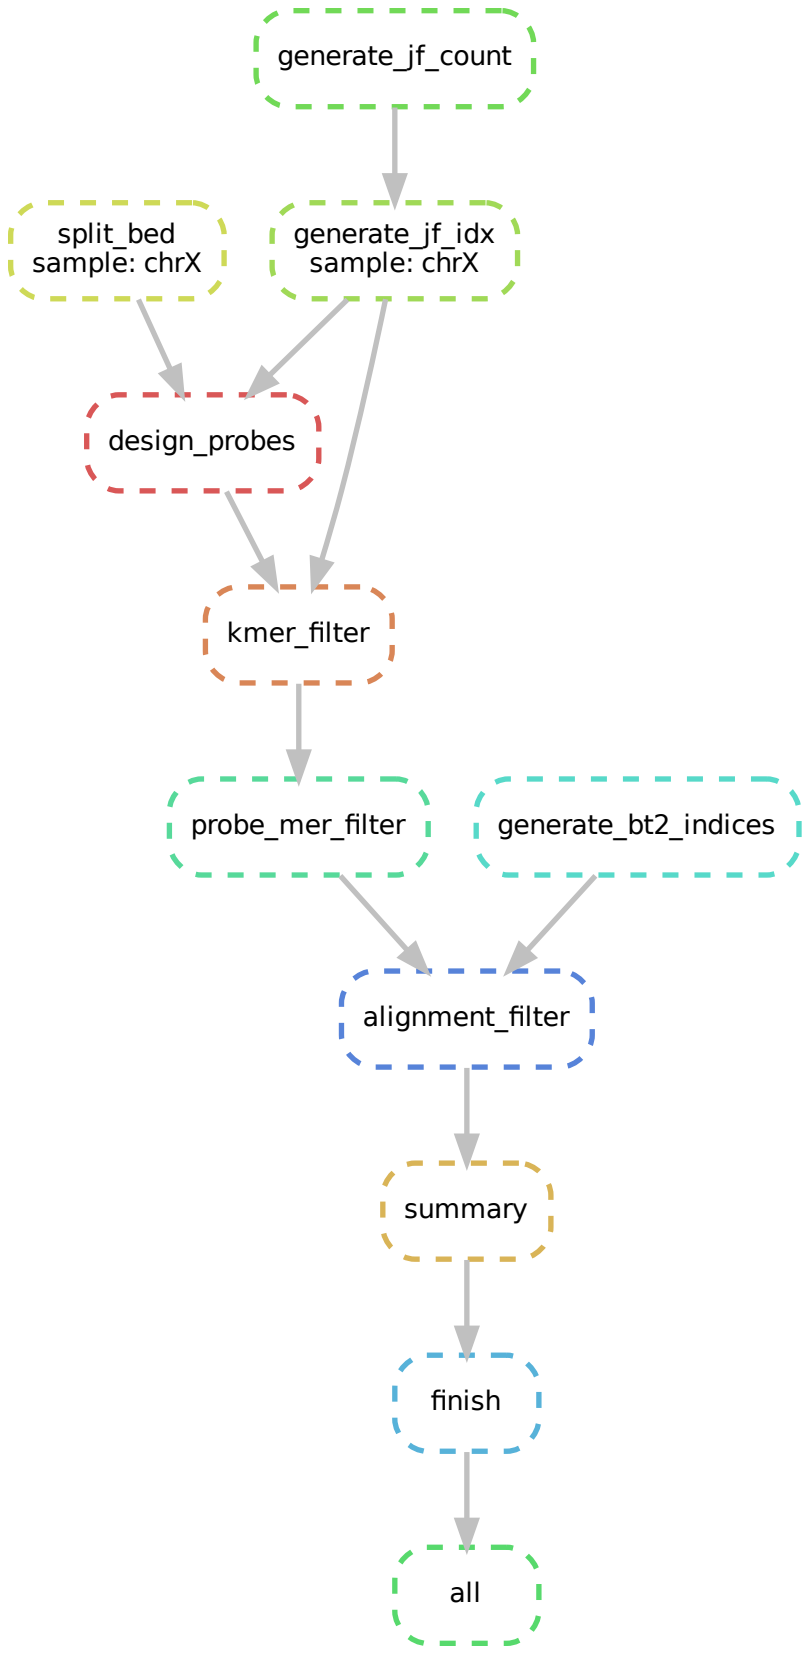 generate_jf_count
split_bed
sample: chrX
generate_jf_idx
sample: chrX
design_probes
kmer_filter
probe_mer_filter
generate_bt2_indices
alignment_filter
summary
finish
all